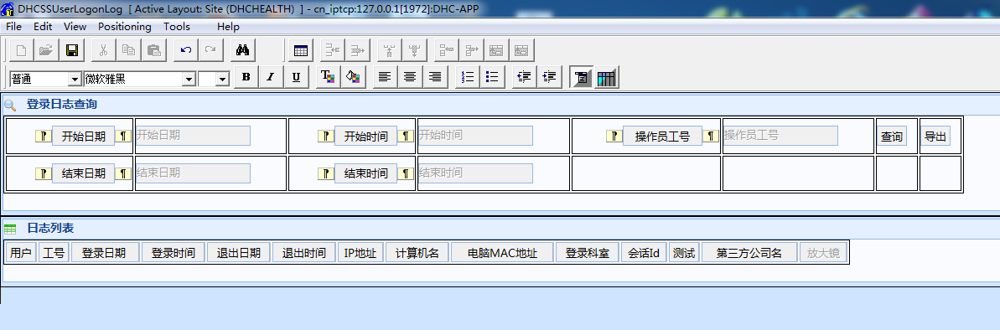 DHCSSUserLogonLog [ Active Layout: Site (DHCHEALTH) ] - cn_iptcp:127.0.0.1[1972]:DHC-APP
File Edit View Positioning Tools Help
普通 微软雅黑 B I U
登录日志查询
开始日期 开始日期 开始时间 开始时间 操作员工号 操作员工号 查询 导出
结束日期 结束日期 结束时间 结束时间
日志列表
用户 工号 登录日期 登录时间 退出日期 退出时间 IP地址 计算机名 电脑MAC地址 登录科室 会话Id 测试 第三方公司名 放大镜